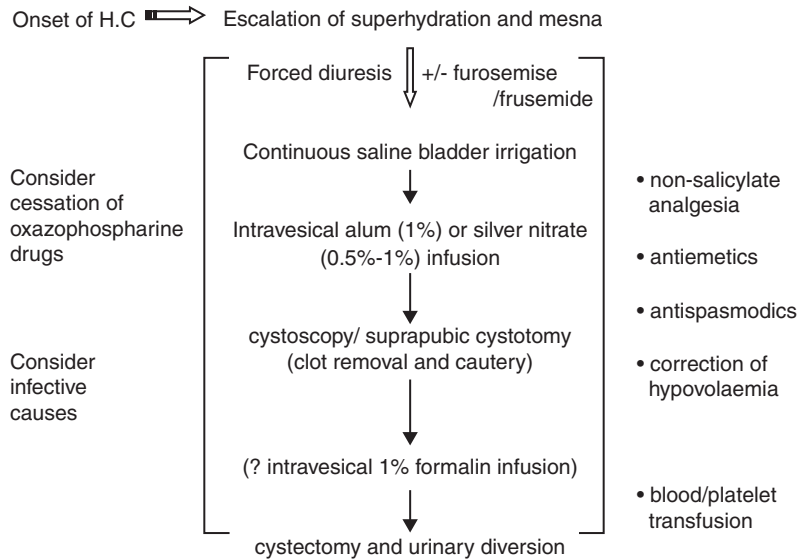 Onset of H.C
Escalation of superhydration and mesna
Forced diuresis
+/- furosemise
/frusemide
Continuous saline bladder irrigation
Intravesical alum (1%) or silver nitrate
(0.5%-1%) infusion
cystoscopy/ suprapubic cystotomy
(clot removal and cautery)
(? intravesical 1% formalin infusion)
cystectomy and urinary diversion
Consider
cessation of
oxazophospharine
drugs
Consider
infective
causes
• non-salicylate
analgesia
• antiemetics
• antispasmodics
• correction of
hypovolaemia
• blood/platelet
transfusion